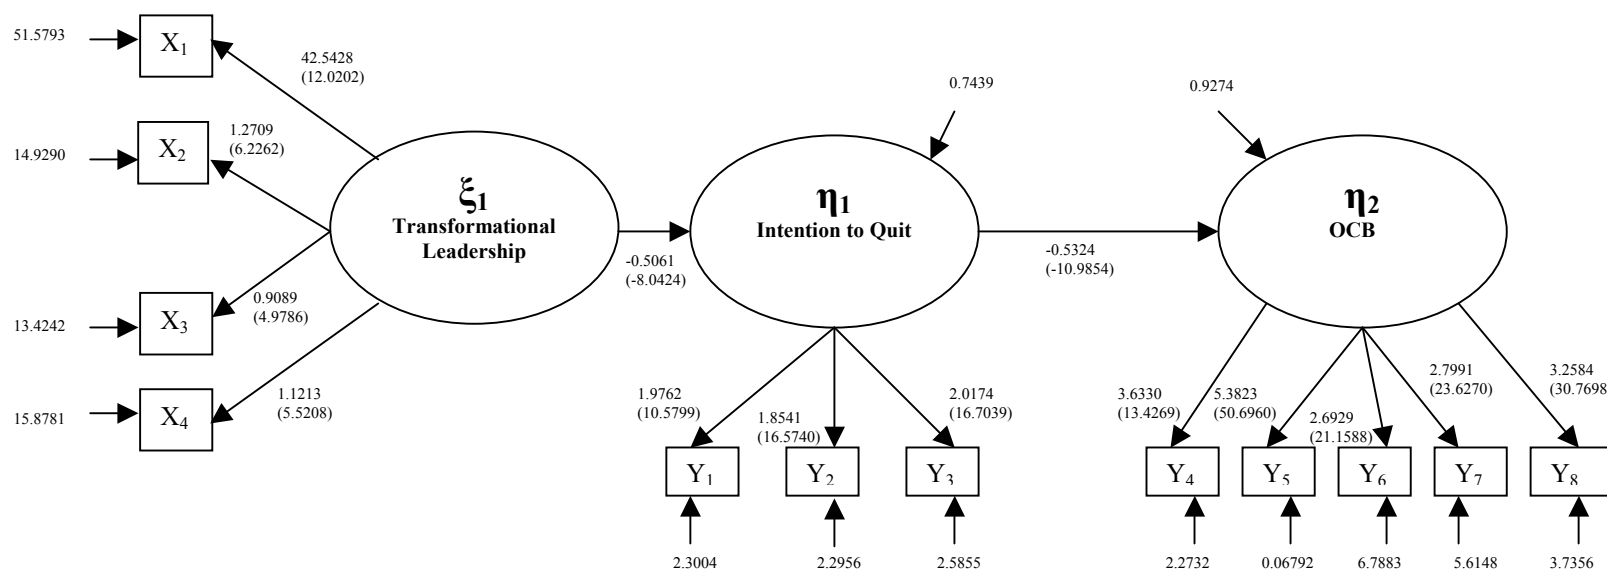 51.5793
X1
42.5428
(12.0202)
14.9290
X2
1.2709
(6.2262)
13.4242
X3
0.9089
(4.9786)
15.8781
X4
1.1213
(5.5208)
ξ1
Transformational
Leadership
-0.5061
(-8.0424)
0.7439
η1
Intention to Quit
-0.5324
(-10.9854)
0.9274
η2
OCB
1.9762
(10.5799)
1.8541
(16.5740)
2.0174
(16.7039)
3.6330
(13.4269)
5.3823
(50.6960)
2.6929
(21.1588)
2.7991
(23.6270)
3.2584
(30.7698
Y1
Y2
Y3
Y4
Y5
Y6
Y7
Y8
2.3004
2.2956
2.5855
2.2732
0.06792
6.7883
5.6148
3.7356